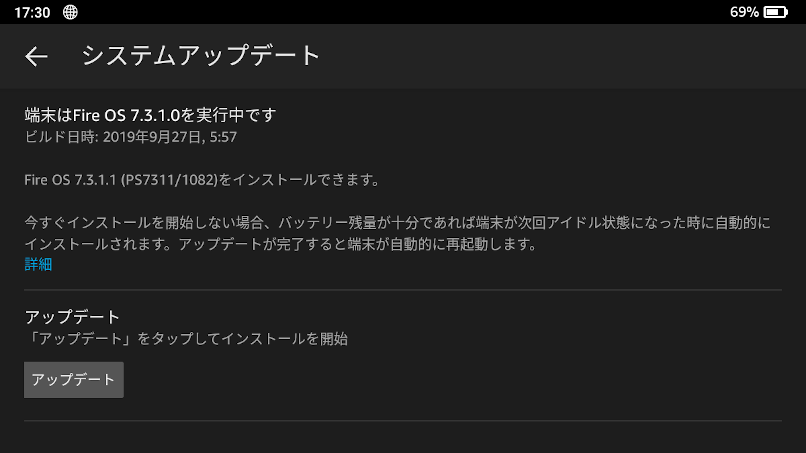 17:30
69%
システムアップデート
端末はFire OS 7.3.1.0を実行中です
ビルド日時: 2019年9月27日, 5:57
Fire OS 7.3.1.1 (PS7311/1082)をインストールできます。
今すぐインストールを開始しない場合、バッテリー残量が十分であれば端末が次回アイドル状態になった時に自動的に
インストールされます。アップデートが完了すると端末が自動的に再起動します。
詳細
アップデート
「アップデート」をタップしてインストールを開始
アップデート